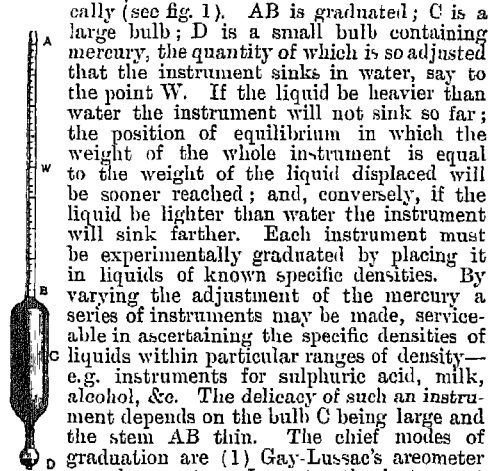 cally (see fig. 1). AB is graduated; C is a
large bulb; D is a small bulb containing
mercury, the quantity of which is so adjusted
that the instrument sinks in water, say to
the point W. If the liquid be heavier than
water the instrument will not sink so far;
the position of equilibrium in which the
weight of the whole instrument is equal
to the weight of the liquid displaced will
be sooner reached; and, conversely, if the
liquid be lighter than water the instrument
will sink farther. Each instrument must
be experimentally graduated by placing it
in liquids of known specific densities. By
varying the adjustment of the mercury a
series of instruments may be made, service-
able in ascertaining the specific densities of
liquids within particular ranges of density—
e.g. instruments for sulphuric acid, milk,
alcohol, &c. The delicacy of such an instru-
ment depends on the bulb C being large and
the stem AB thin. The chief modes of
graduation are (1) Gay-Lussac's areometer
A
W
B
C
D